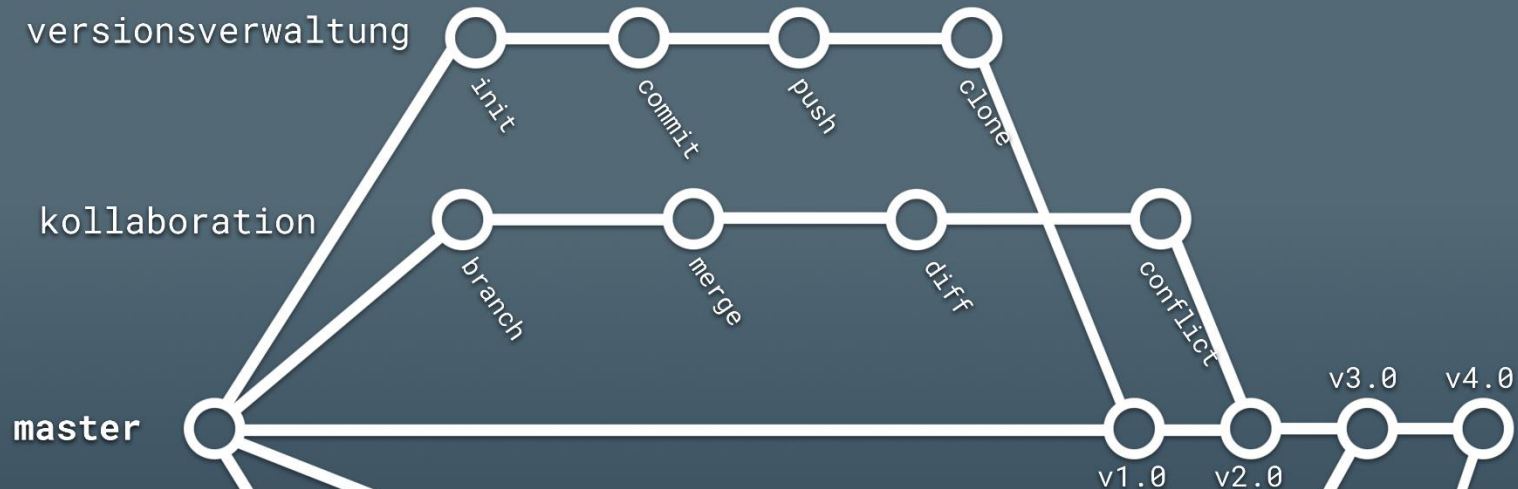 versionsverwaltung
init
commit
push
clone
kollaboration
branch
merge
diff
conflict
master
v1.0
v2.0
v3.0
v4.0